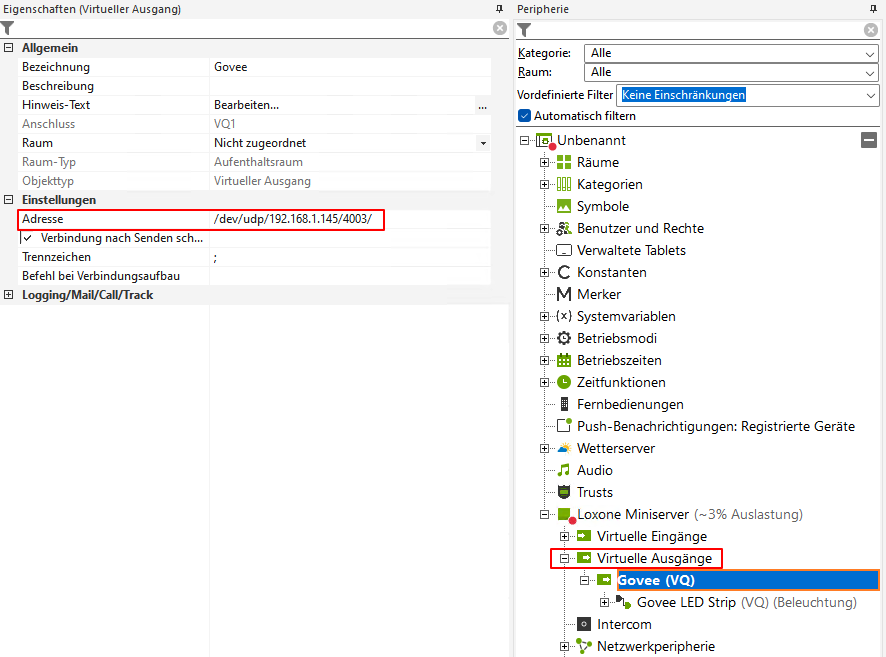 Eigenschaften (Virtueller Ausgang)
Allgemein
Bezeichnung Govee
Beschreibung
Hinweis-Text Bearbeiten... ...
Anschluss VQ1
Raum Nicht zugeordnet
Raum-Typ Aufenthaltsraum
Objekttyp Virtueller Ausgang
Einstellungen
Adresse /dev/udp/192.168.1.145/4003/
Verbindung nach Senden sch...
Trennzeichen ;
Befehl bei Verbindungsaufbau
Logging/Mail/Call/Track
Peripherie
Kategorie: Alle
Raum: Alle
Vordefinierte Filter Keine Einschränkungen
Automatisch filtern
Unbenannt
Räume
Kategorien
Symbole
Benutzer und Rechte
Verwaltete Tablets
Konstanten
Merker
Systemvariablen
Betriebsmodi
Betriebszeiten
Zeitfunktionen
Fernbedienungen
Push-Benachrichtigungen: Registrierte Geräte
Wetterserver
Audio
Trusts
Loxone Miniserver (~3% Auslastung)
Virtuelle Eingänge
Virtuelle Ausgänge
Govee (VQ)
Govee LED Strip (VQ) (Beleuchtung)
Intercom
Netzwerkperipherie